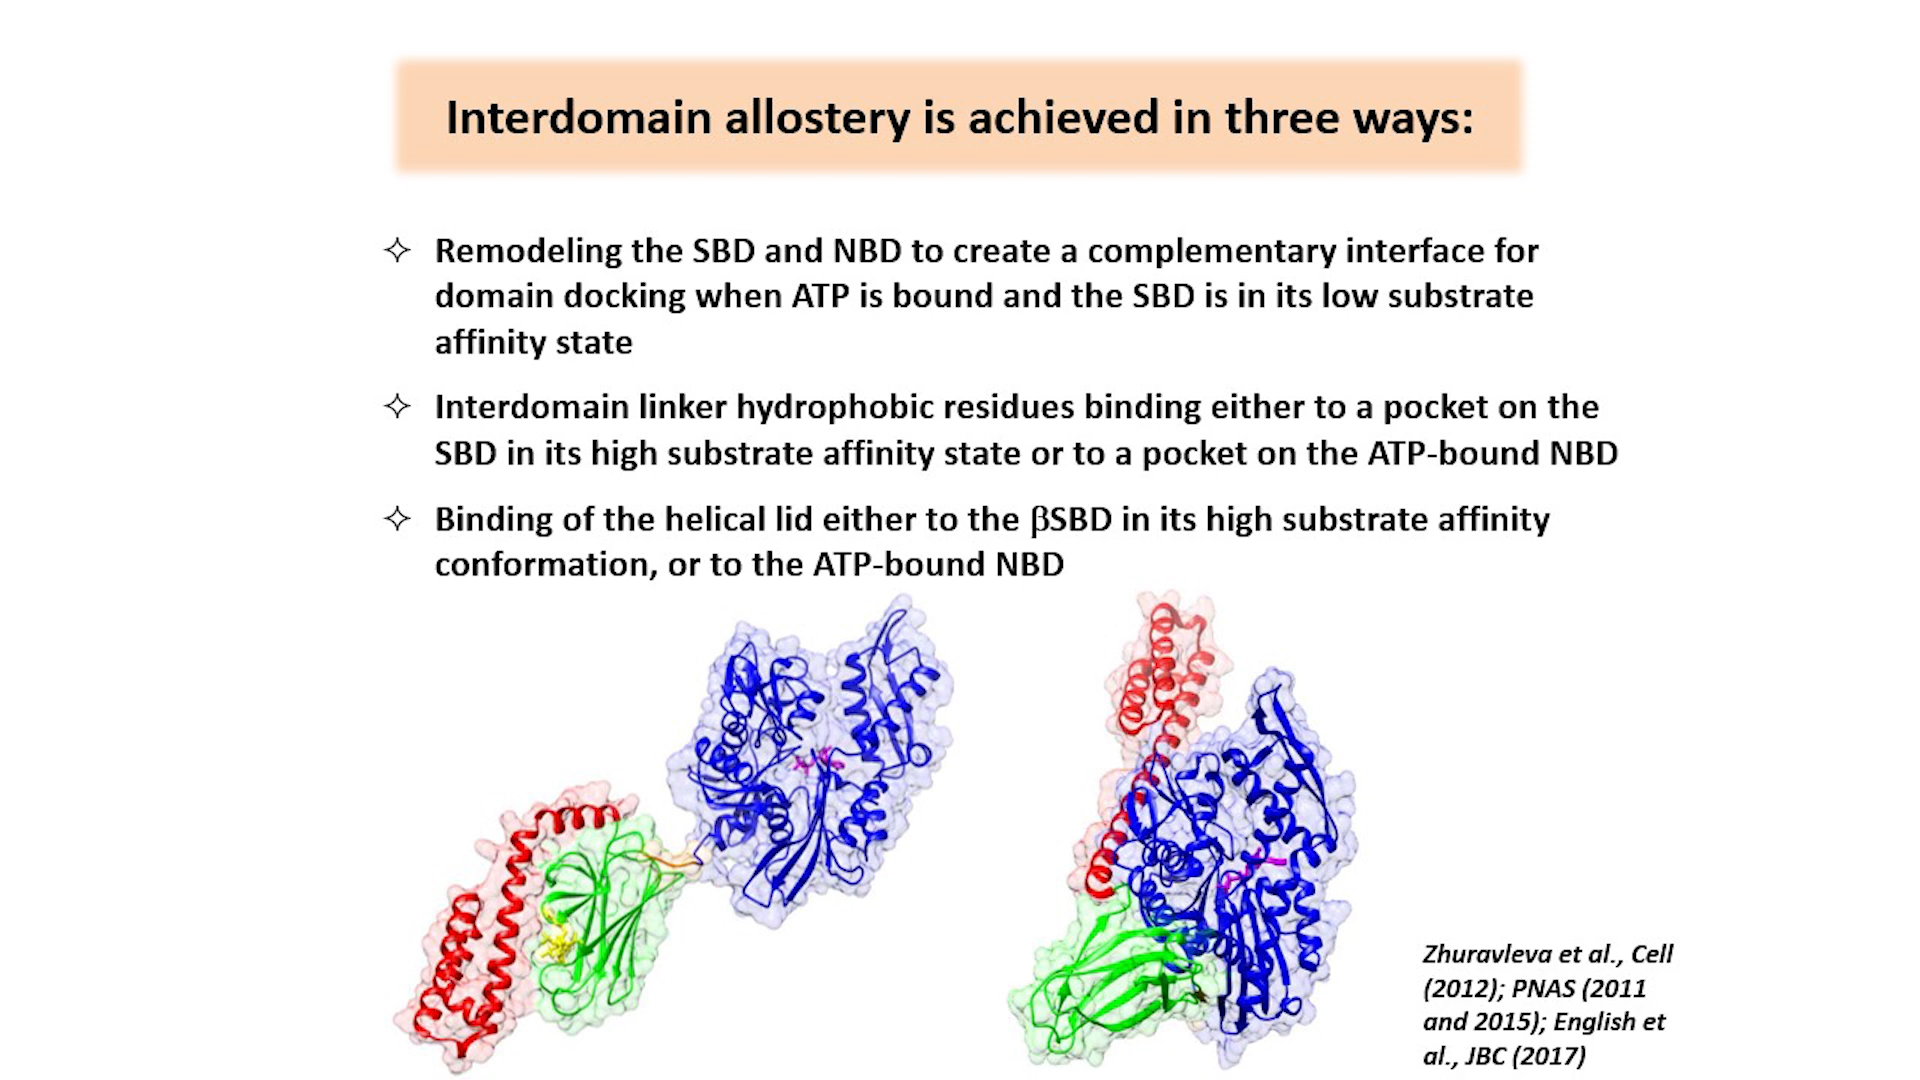 Interdomain allostery is achieved in three ways:
✧ Remodeling the SBD and NBD to create a complementary interface for
domain docking when ATP is bound and the SBD is in its low substrate
affinity state
✧ Interdomain linker hydrophobic residues binding either to a pocket on the
SBD in its high substrate affinity state or to a pocket on the ATP-bound NBD
✧ Binding of the helical lid either to the βSBD in its high substrate affinity
conformation, or to the ATP-bound NBD
Zhuravleva et al., Cell
(2012); PNAS (2011
and 2015); English et
al., JBC (2017)